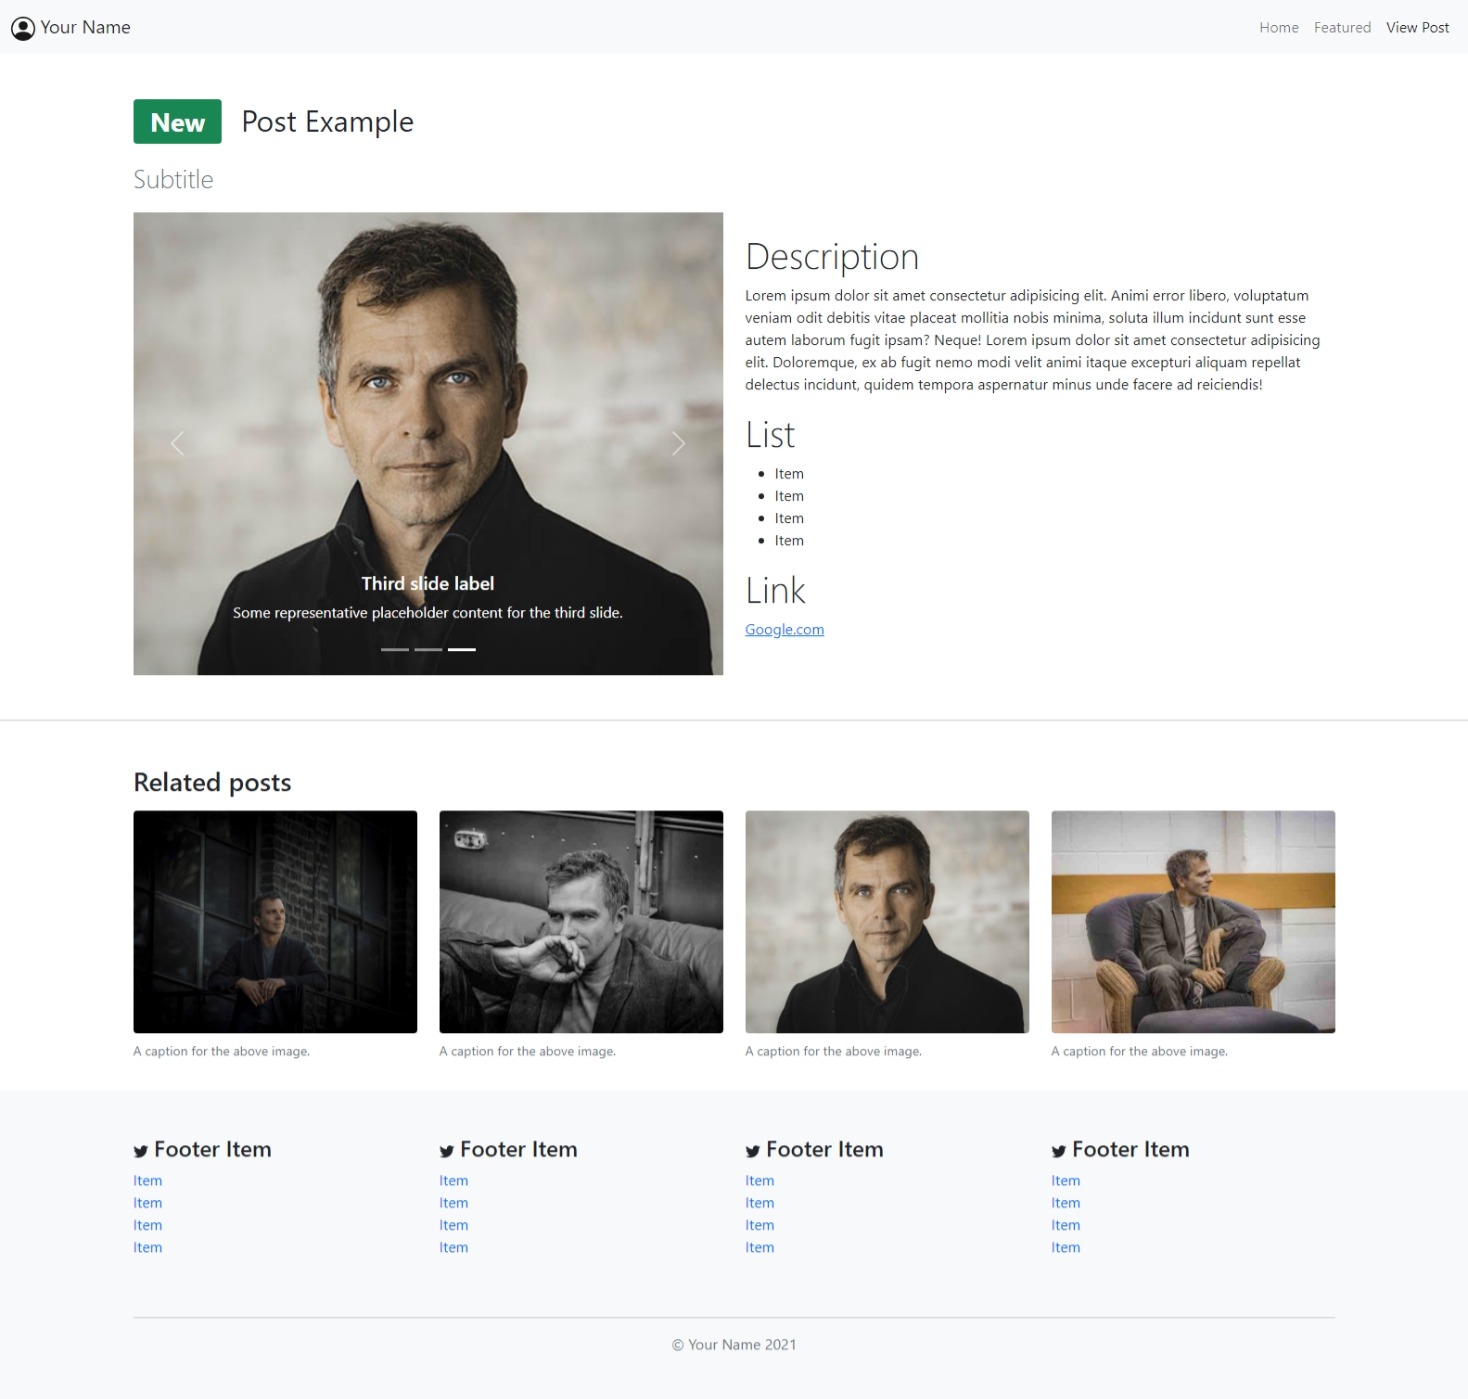 Your Name
Home Featured View Post
New Post Example
Subtitle
Third slide label
Some representative placeholder content for the third slide.
Description
Lorem ipsum dolor sit amet consectetur adipisicing elit. Animi error libero, voluptatum
veniam odit debitis vitae placeat mollitia nobis minima, soluta illum incidunt sunt esse
autem laborum fugit ipsam? Neque! Lorem ipsum dolor sit amet consectetur adipisicing
elit. Doloremque, ex ab fugit nemo modi velit animi itaque excepturi aliquam repellat
delectus incidunt, quidem tempora aspernatur minus unde facere ad reiciendis!
List
Item
Item
Item
Item
Link
Google.com
Related posts
A caption for the above image.
A caption for the above image.
A caption for the above image.
A caption for the above image.
Footer Item
Item
Item
Item
Item
Footer Item
Item
Item
Item
Item
Footer Item
Item
Item
Item
Item
Footer Item
Item
Item
Item
Item
© Your Name 2021